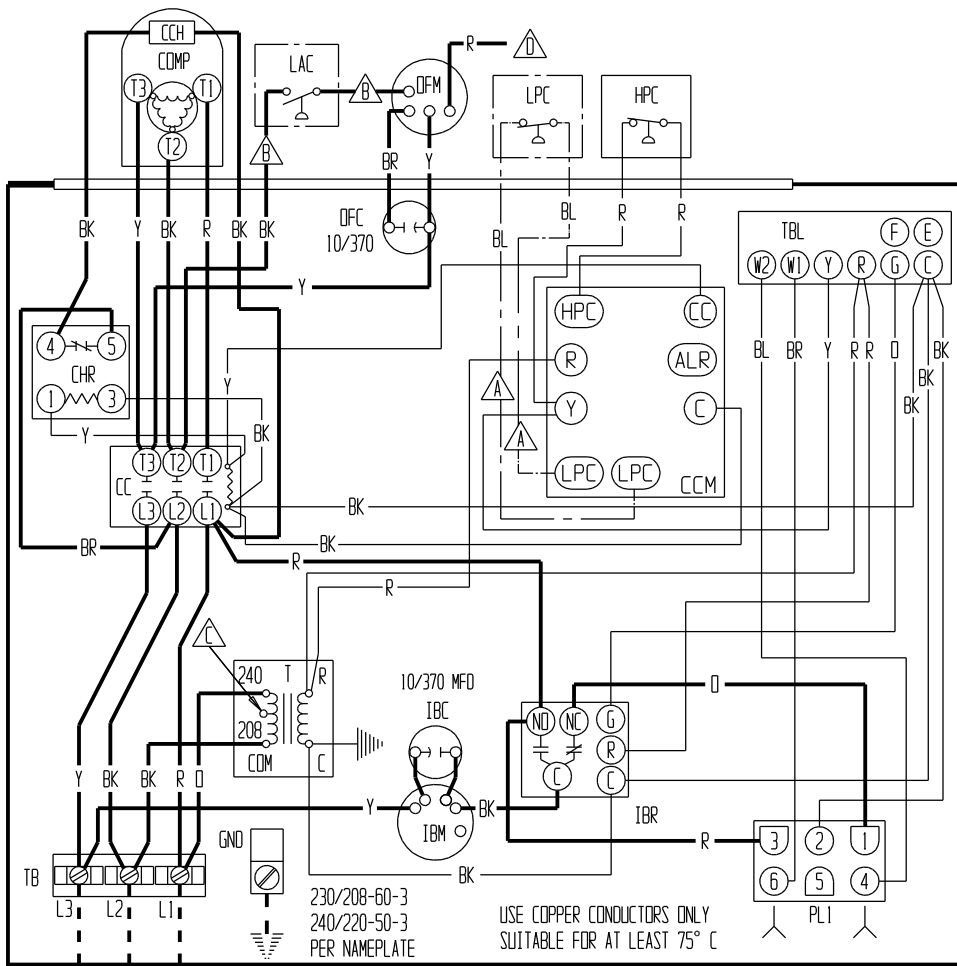 CCH
COMP
T3
T1
T2
LAC
B
B
OFM
R
D
LPC
HPC
BR
Y
OFC
10/370
BK
Y
BK
R
BK
BK
BL
BL
R
R
TBL
F
E
W2
W1
Y
R
G
C
Y
HPC
CC
4
5
CHR
1
3
R
ALR
Y
C
A
A
LPC
LPC
CCM
BL
BR
Y
R
R
O
BK
BK
BK
Y
Y
BK
CC
T3
T2
T1
L3
L2
L1
BK
BK
BR
R
R
C
240
T
R
208
COM
C
10/370 MFD
IBC
O
NO
NC
G
R
C
C
IBR
Y
BK
BK
R
O
Y
BK
IBM
R
3
2
1
6
5
4
PL1
GND
TB
L3
L2
L1
BK
230/208-60-3
240/220-50-3
PER NAMEPLATE
USE COPPER CONDUCTORS ONLY
SUITABLE FOR AT LEAST 75° C